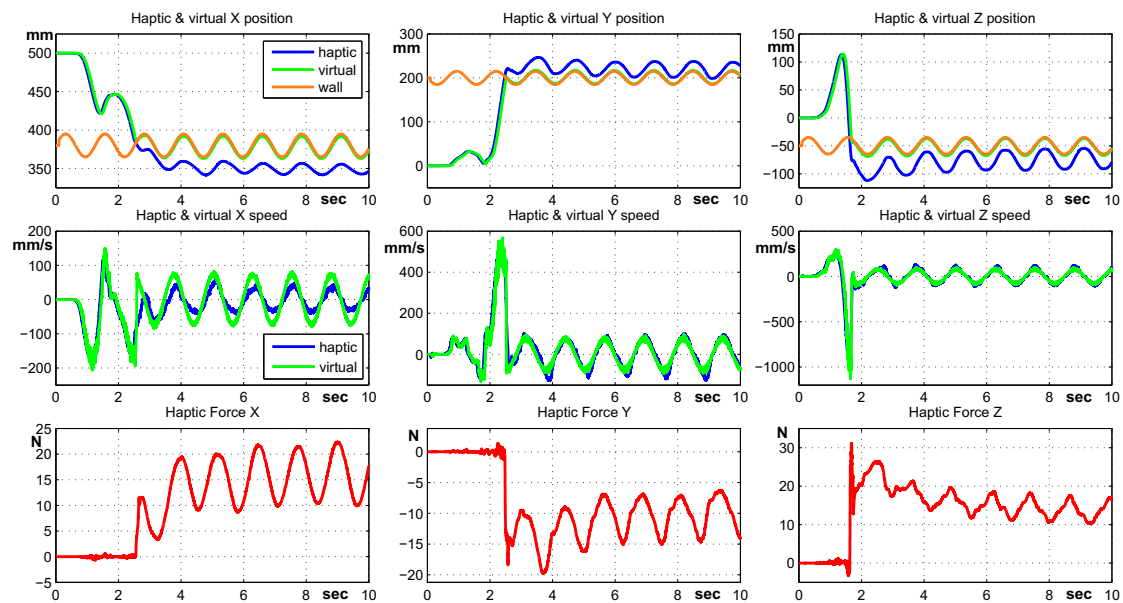 Haptic & virtual X position
mm
500
450
400
350
haptic
virtual
wall
0 2 4 6 8 10
sec
Haptic & virtual Y position
300
mm
200
100
0
0 2 4 6 8 10
sec
Haptic & virtual Z position
150
mm
100
50
0
−50
−100
0 2 4 6 8 10
sec
Haptic & virtual X speed
200
mm/s
100
0
−100
−200
haptic
virtual
0 2 4 6 8 10
sec
Haptic & virtual Y speed
600
mm/s
400
200
0
0 2 4 6 8 10
sec
Haptic & virtual Z speed
500
mm/s
0
−500
−1000
0 2 4 6 8 10
sec
Haptic Force X
25
N
20
15
10
5
0
−5
0 2 4 6 8 10
sec
Haptic Force Y
N
0
−5
−10
−15
−20
0 2 4 6 8 10
sec
Haptic Force Z
N
30
20
10
0
0 2 4 6 8 10
sec